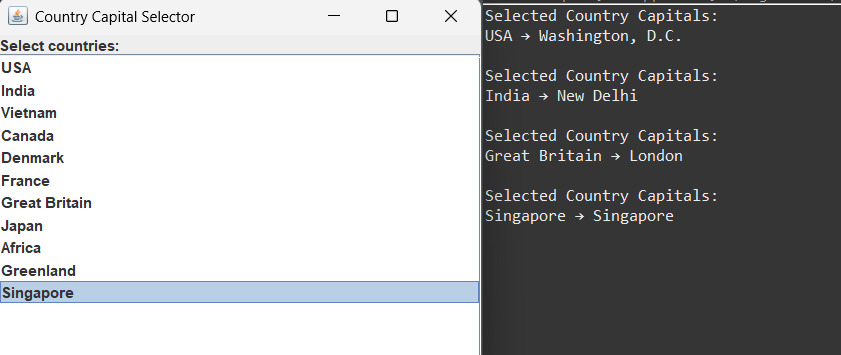 Country Capital Selector
Select countries:
USA
India
Vietnam
Canada
Denmark
France
Great Britain
Japan
Africa
Greenland
Singapore
Selected Country Capitals:
USA → Washington, D.C.
Selected Country Capitals:
India → New Delhi
Selected Country Capitals:
Great Britain → London
Selected Country Capitals:
Singapore → Singapore